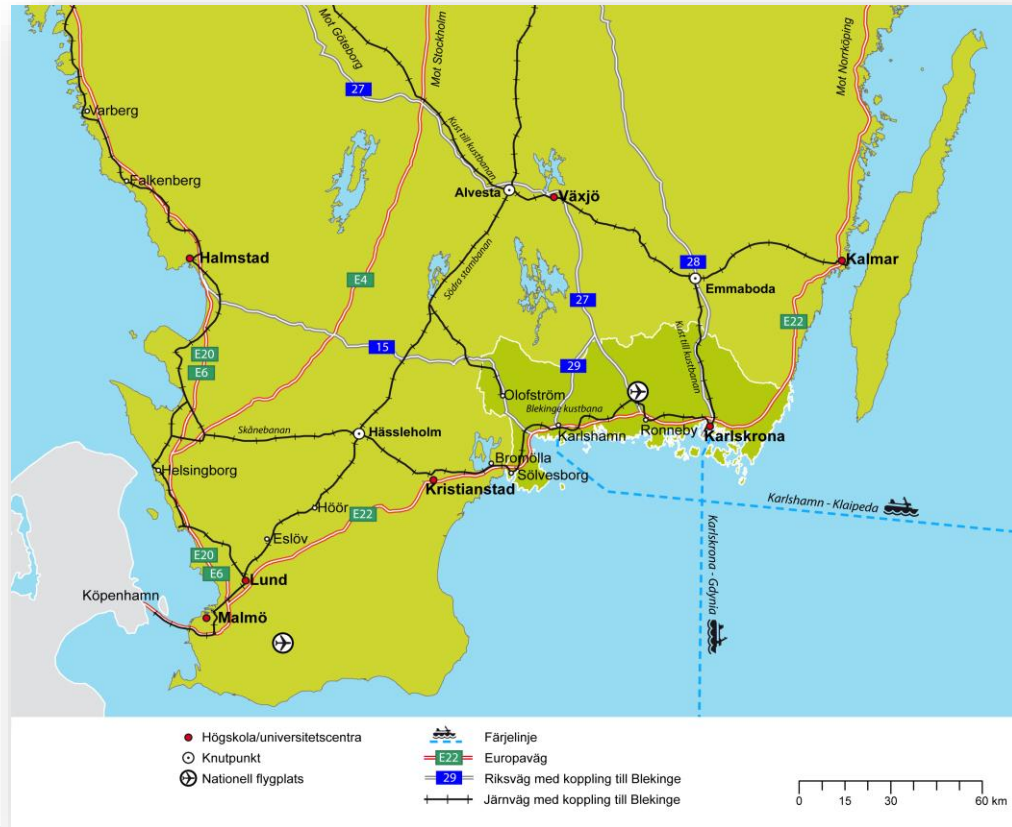 Mot Göteborg
Mot Stockholm
Mot Norrköping
27
Varberg
Kust till kustbanan
Falkenberg
Alvesta
Växjö
Halmstad
Södra stambanan
E4
28
Kalmar
Emmaboda
27
E22
E20
E6
15
29
Kust till kustbanan
Olofström
Blekinge kustbana
Skånebanan
Hässleholm
Karlshamn
Ronneby
Karlskrona
Helsingborg
Bromölla
Sölvesborg
Kristianstad
Höör
E22
Karlshamn - Klaipeda
Eslöv
E20
E6
Lund
Karlskrona - Gdynia
Köpenhamn
Malmö
Högskola/universitetscentra
Knutpunkt
Nationell flygplats
Färjelinje
E22 Europaväg
29 Riksväg med koppling till Blekinge
Järnväg med koppling till Blekinge
0 15 30 60 km